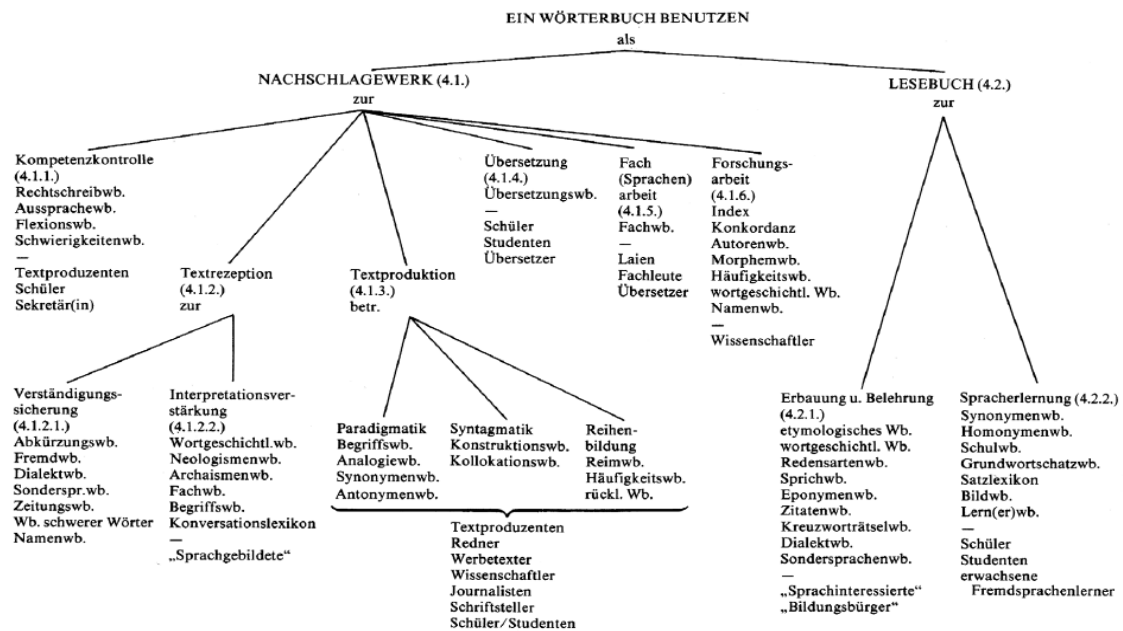 EIN WÖRTERBUCH BENUTZEN
als
NACHSCHLAGEWERK (4.1.)
zur
LESEBUCH (4.2.)
zur
Kompetenzkontrolle
(4.1.1.)
Rechtschreibwb.
Aussprachewb.
Flexionswb.
Schwierigkeitenwb.
—
Textproduzenten
Schüler
Sekretär(in)
Textrezeption
(4.1.2.)
zur
Textproduktion
(4.1.3.)
betr.
Übersetzung
(4.1.4.)
Übersetzungswb.
—
Schüler
Studenten
Übersetzer
Fach
(Sprachen)
arbeit
(4.1.5.)
Fachwb.
—
Laien
Fachleute
Übersetzer
Forschungs-
arbeit
(4.1.6.)
Index
Konkordanz
Autorenwb.
Morphemwb.
Häufigkeitswb.
wortgeschichtl. Wb.
Namenwb.
—
Wissenschaftler
Verständigungs-
sicherung
(4.1.2.1.)
Abkürzungswb.
Fremdwb.
Dialektwb.
Sonderspr.wb.
Zeitungswb.
Wb. schwerer Wörter
Namenwb.
Interpretationsver-
stärkung
(4.1.2.2.)
Wortgeschichtl.wb.
Neologismenwb.
Archaismenwb.
Fachwb.
Begriffswb.
Konversationslexikon
—
„Sprachgebildete“
Paradigmatik
Begriffswb.
Analogiewb.
Synonymenwb.
Antonymenwb.
Syntagmatik
Konstruktionswb.
Kollokationswb.
Reihen-
bildung
Reimwb.
Häufigkeitswb.
rückl. Wb.
Textproduzenten
Redner
Werbetexter
Wissenschaftler
Journalisten
Schriftsteller
Schüler/Studenten
Erbauung u. Belehrung
(4.2.1.)
etymologisches Wb.
wortgeschichtl. Wb.
Redensartenwb.
Sprichwb.
Eponymenwb.
Zitatenwb.
Kreuzworträtselwb.
Dialektwb.
Sondersprachenwb.
—
„Sprachinteressierte“
„Bildungsbürger“
Spracherlernung (4.2.2.)
Synonymenwb.
Homonymenwb.
Schulwb.
Grundwortschatzwb.
Satzlexikon
Bildwb.
Lern(er)wb.
—
Schüler
Studenten
erwachsene
Fremdsprachenlerner